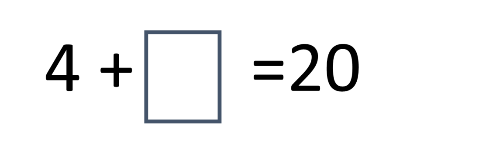 4 + □ =20